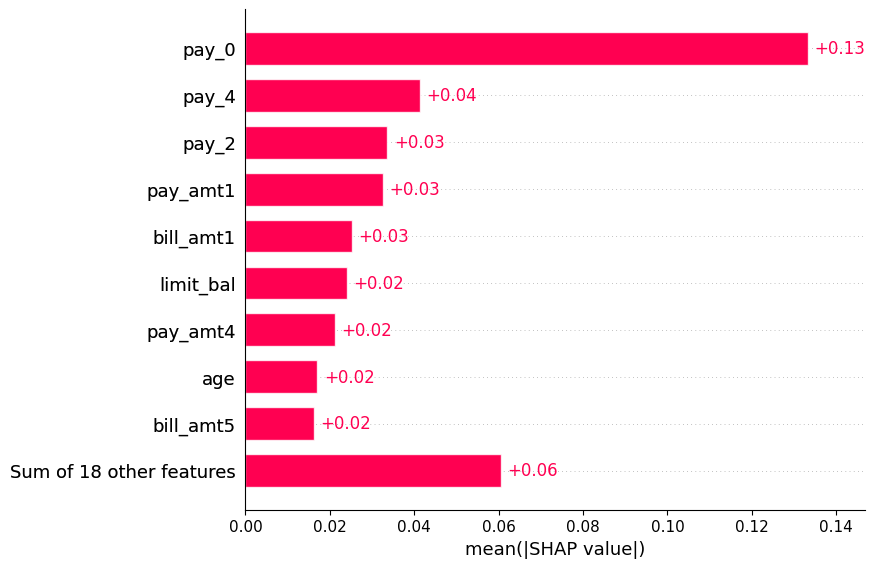 pay_0 +0.13
pay_4 +0.04
pay_2 +0.03
pay_amt1 +0.03
bill_amt1 +0.03
limit_bal +0.02
pay_amt4 +0.02
age +0.02
bill_amt5 +0.02
Sum of 18 other features +0.06
0.00 0.02 0.04 0.06 0.08 0.10 0.12 0.14
mean(|SHAP value|)